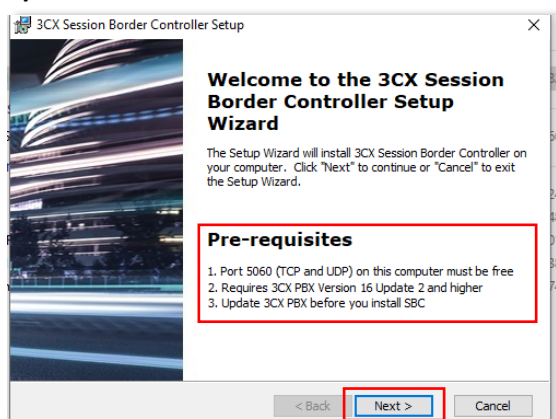 3CX Session Border Controller Setup
Welcome to the 3CX Session
Border Controller Setup
Wizard
The Setup Wizard will install 3CX Session Border Controller on
your computer. Click "Next" to continue or "Cancel" to exit
the Setup Wizard.
Pre-requisites
1. Port 5060 (TCP and UDP) on this computer must be free
2. Requires 3CX PBX Version 16 Update 2 and higher
3. Update 3CX PBX before you install SBC
< Back
Next >
Cancel